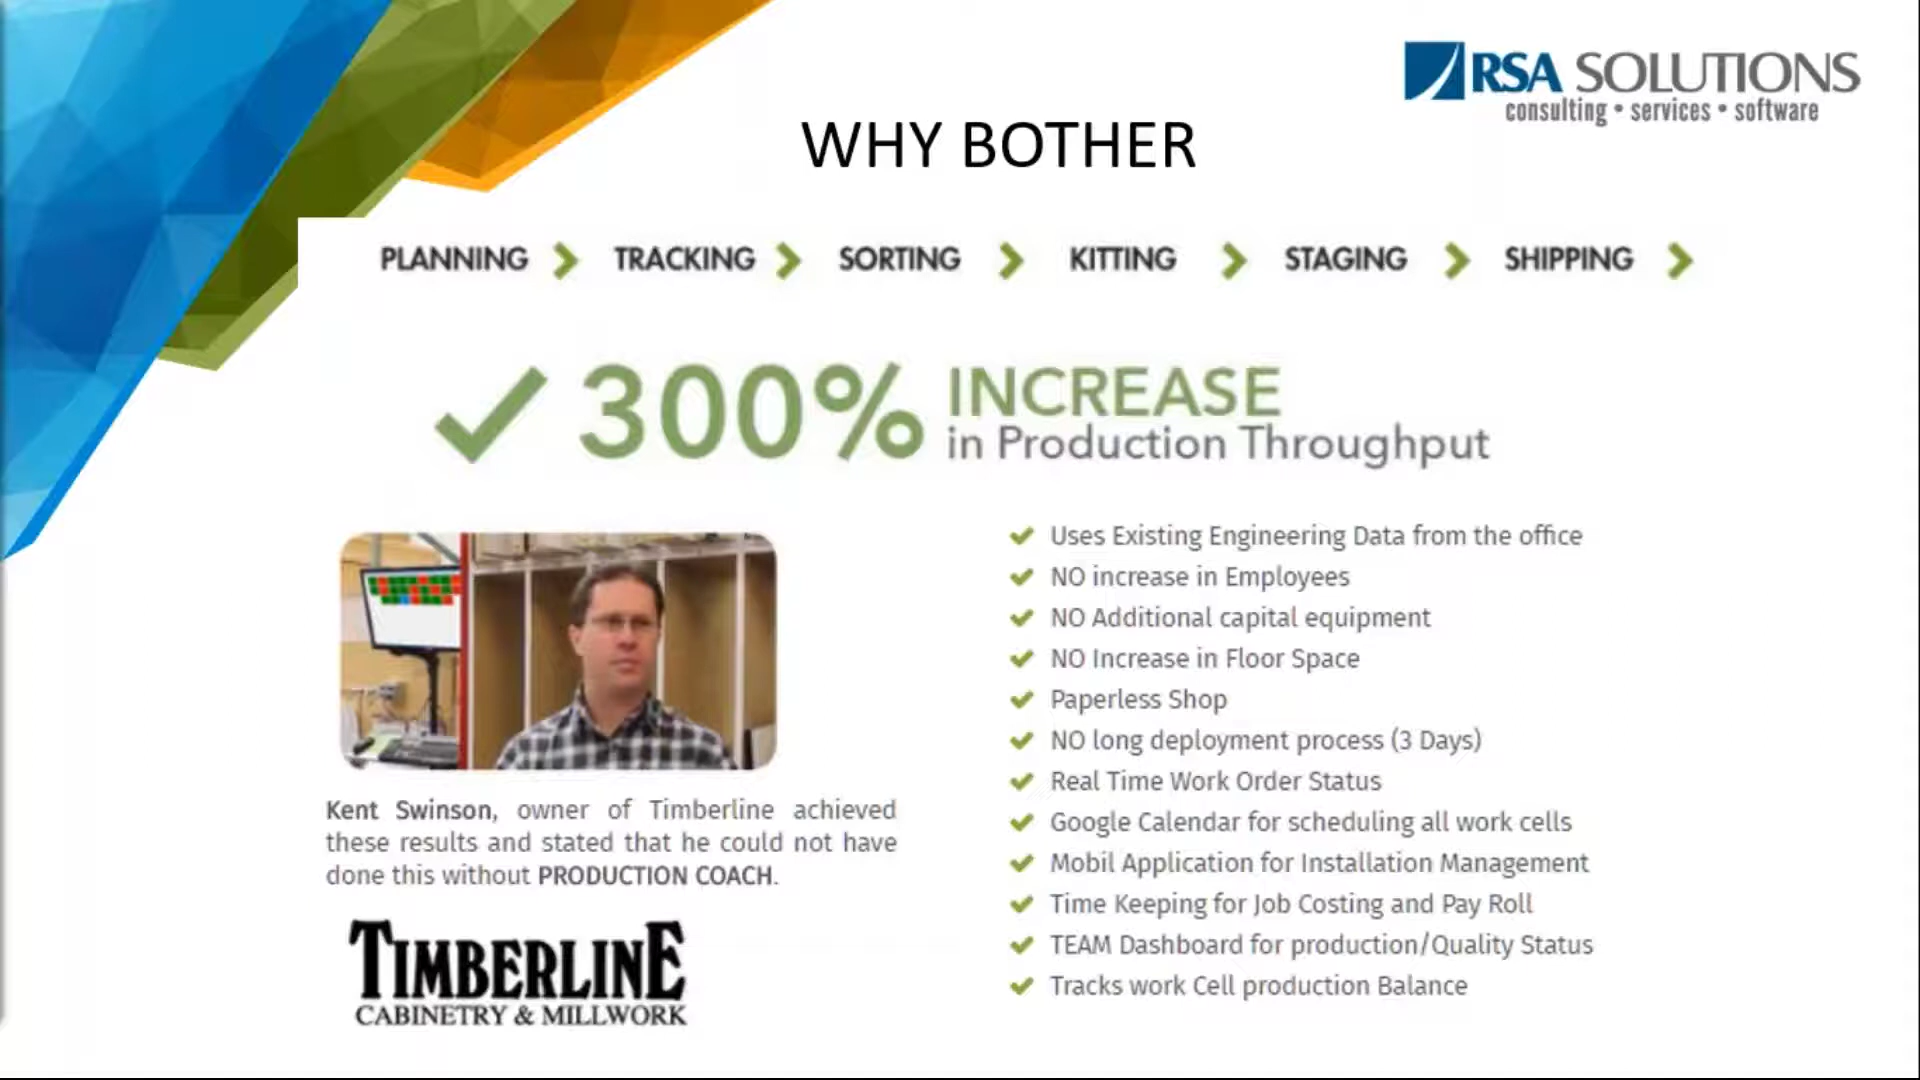 RSA SOLUTIONS
consulting • services • software
WHY BOTHER
PLANNING > TRACKING > SORTING > KITTING > STAGING > SHIPPING >
300% INCREASE
in Production Throughput
Uses Existing Engineering Data from the office
NO increase in Employees
NO Additional capital equipment
NO Increase in Floor Space
Paperless Shop
NO long deployment process (3 Days)
Real Time Work Order Status
Google Calendar for scheduling all work cells
Mobil Application for Installation Management
Time Keeping for Job Costing and Pay Roll
TEAM Dashboard for production/Quality Status
Tracks work Cell production Balance
Kent Swinson, owner of Timberline achieved
these results and stated that he could not have
done this without PRODUCTION COACH.
TIMBERLINE
CABINETRY & MILLWORK